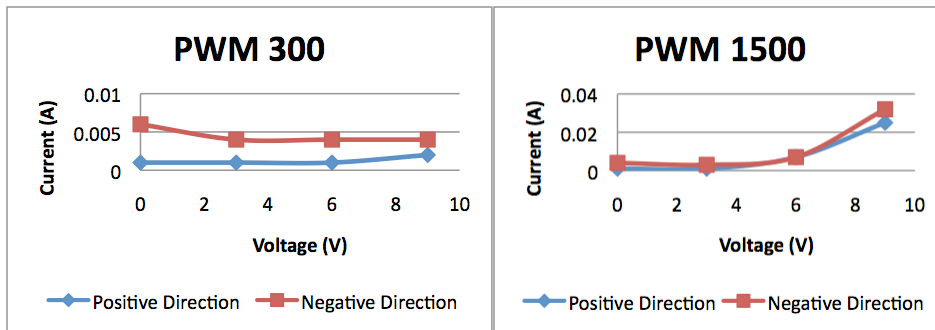 PWM 300
Current (A)
0.01
0.005
0
0 2 4 6 8 10
Voltage (V)
Positive Direction Negative Direction
PWM 1500
Current (A)
0.04
0.02
0
0 2 4 6 8 10
Voltage (V)
Positive Direction Negative Direction